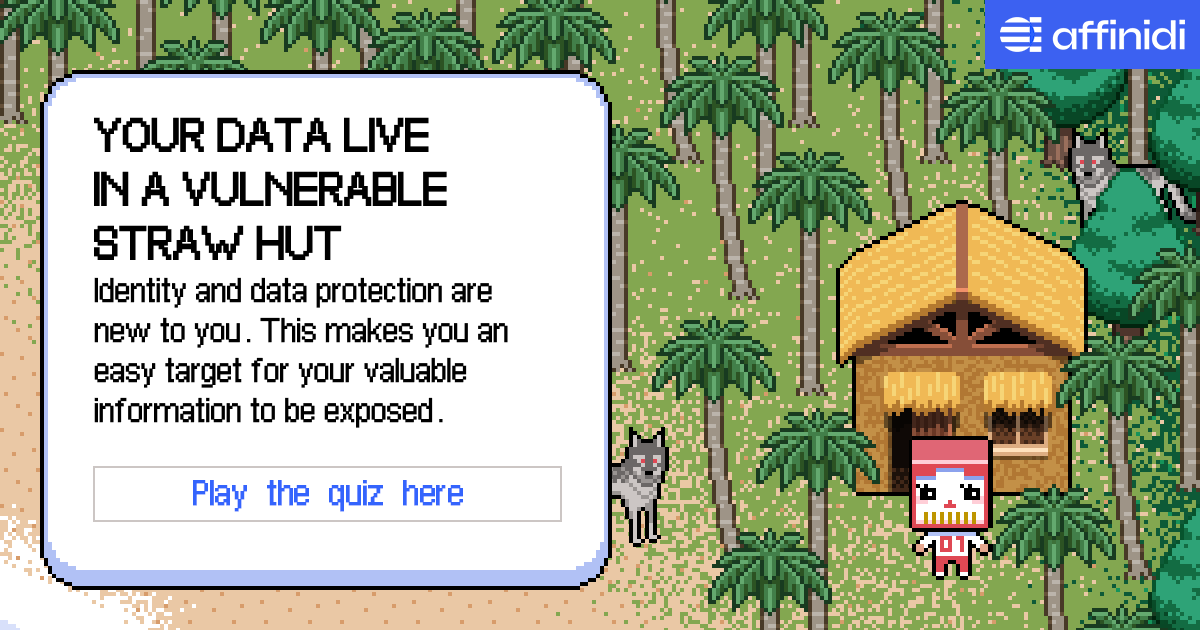 affinidi
YOUR DATA LIVE
IN A VULNERABLE
STRAW HUT
Identity and data protection are
new to you. This makes you an
easy target for your valuable
information to be exposed.
Play the quiz here
01